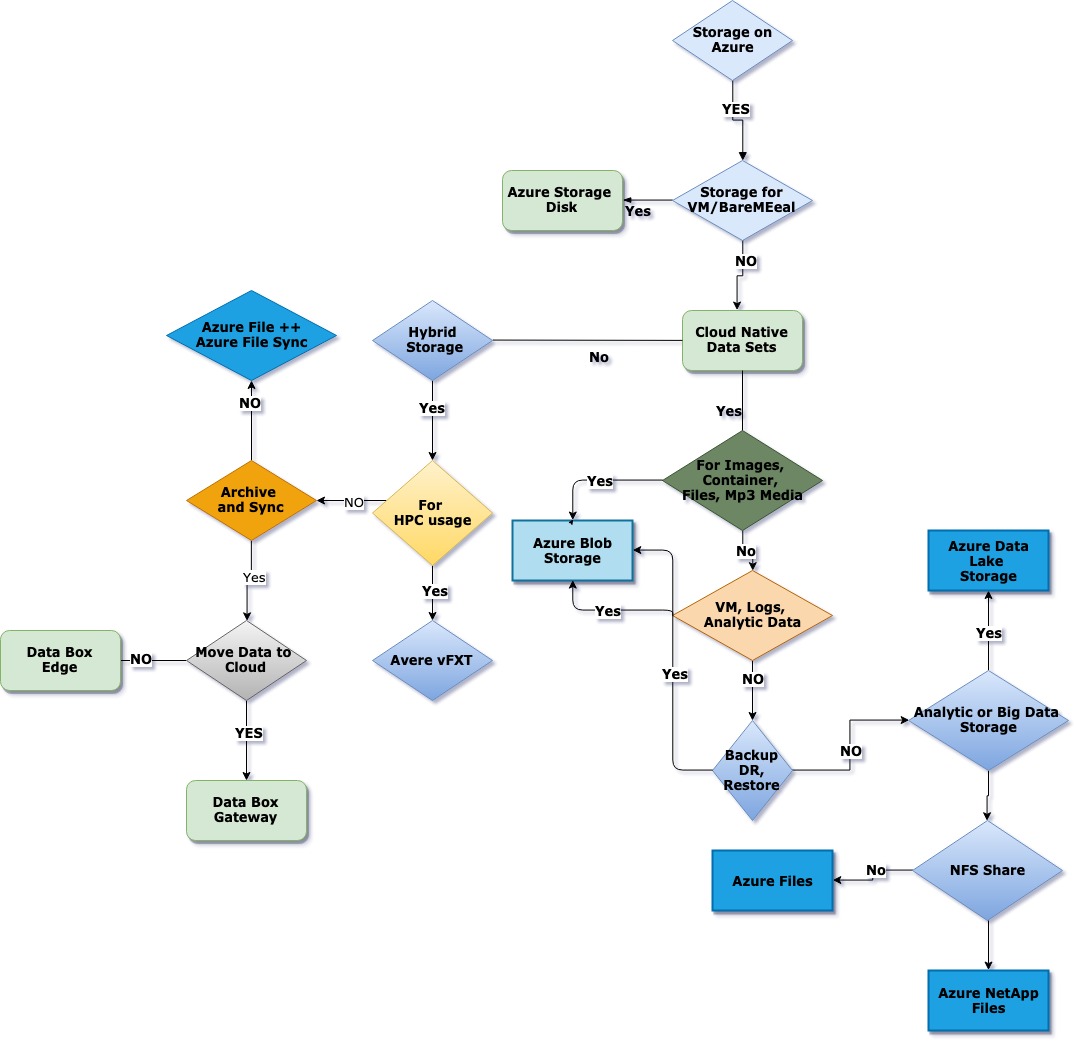 Storage on
Azure
YES
Storage for
VM/BareMEeal
Yes
Azure Storage
Disk
NO
Cloud Native
Data Sets
No
Hybrid
Storage
Azure File ++
Azure File Sync
Yes
Yes
NO
For Images,
Container,
Files, Mp3 Media
Yes
For
HPC usage
NO
Archive
and Sync
Azure Blob
Storage
No
Azure Data
Lake
Storage
Yes
Yes
VM, Logs,
Analytic Data
Yes
Yes
Move Data to
Cloud
NO
Data Box
Edge
Avere vFXT
Yes
NO
Analytic or Big Data
Storage
YES
Backup
DR,
Restore
NO
Data Box
Gateway
NFS Share
No
Azure Files
Azure NetApp
Files